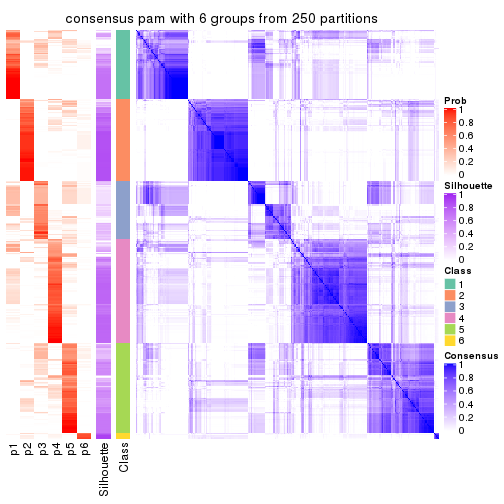 consensus pam with 6 groups from 250 partitions
Prob
1
0.8
0.6
0.4
0.2
0
Silhouette
1
0.8
0.6
0.4
0.2
0
Class
1
2
3
4
5
6
Consensus
1
0.8
0.6
0.4
0.2
0
p1
p2
p3
p4
p5
p6
Silhouette
Class